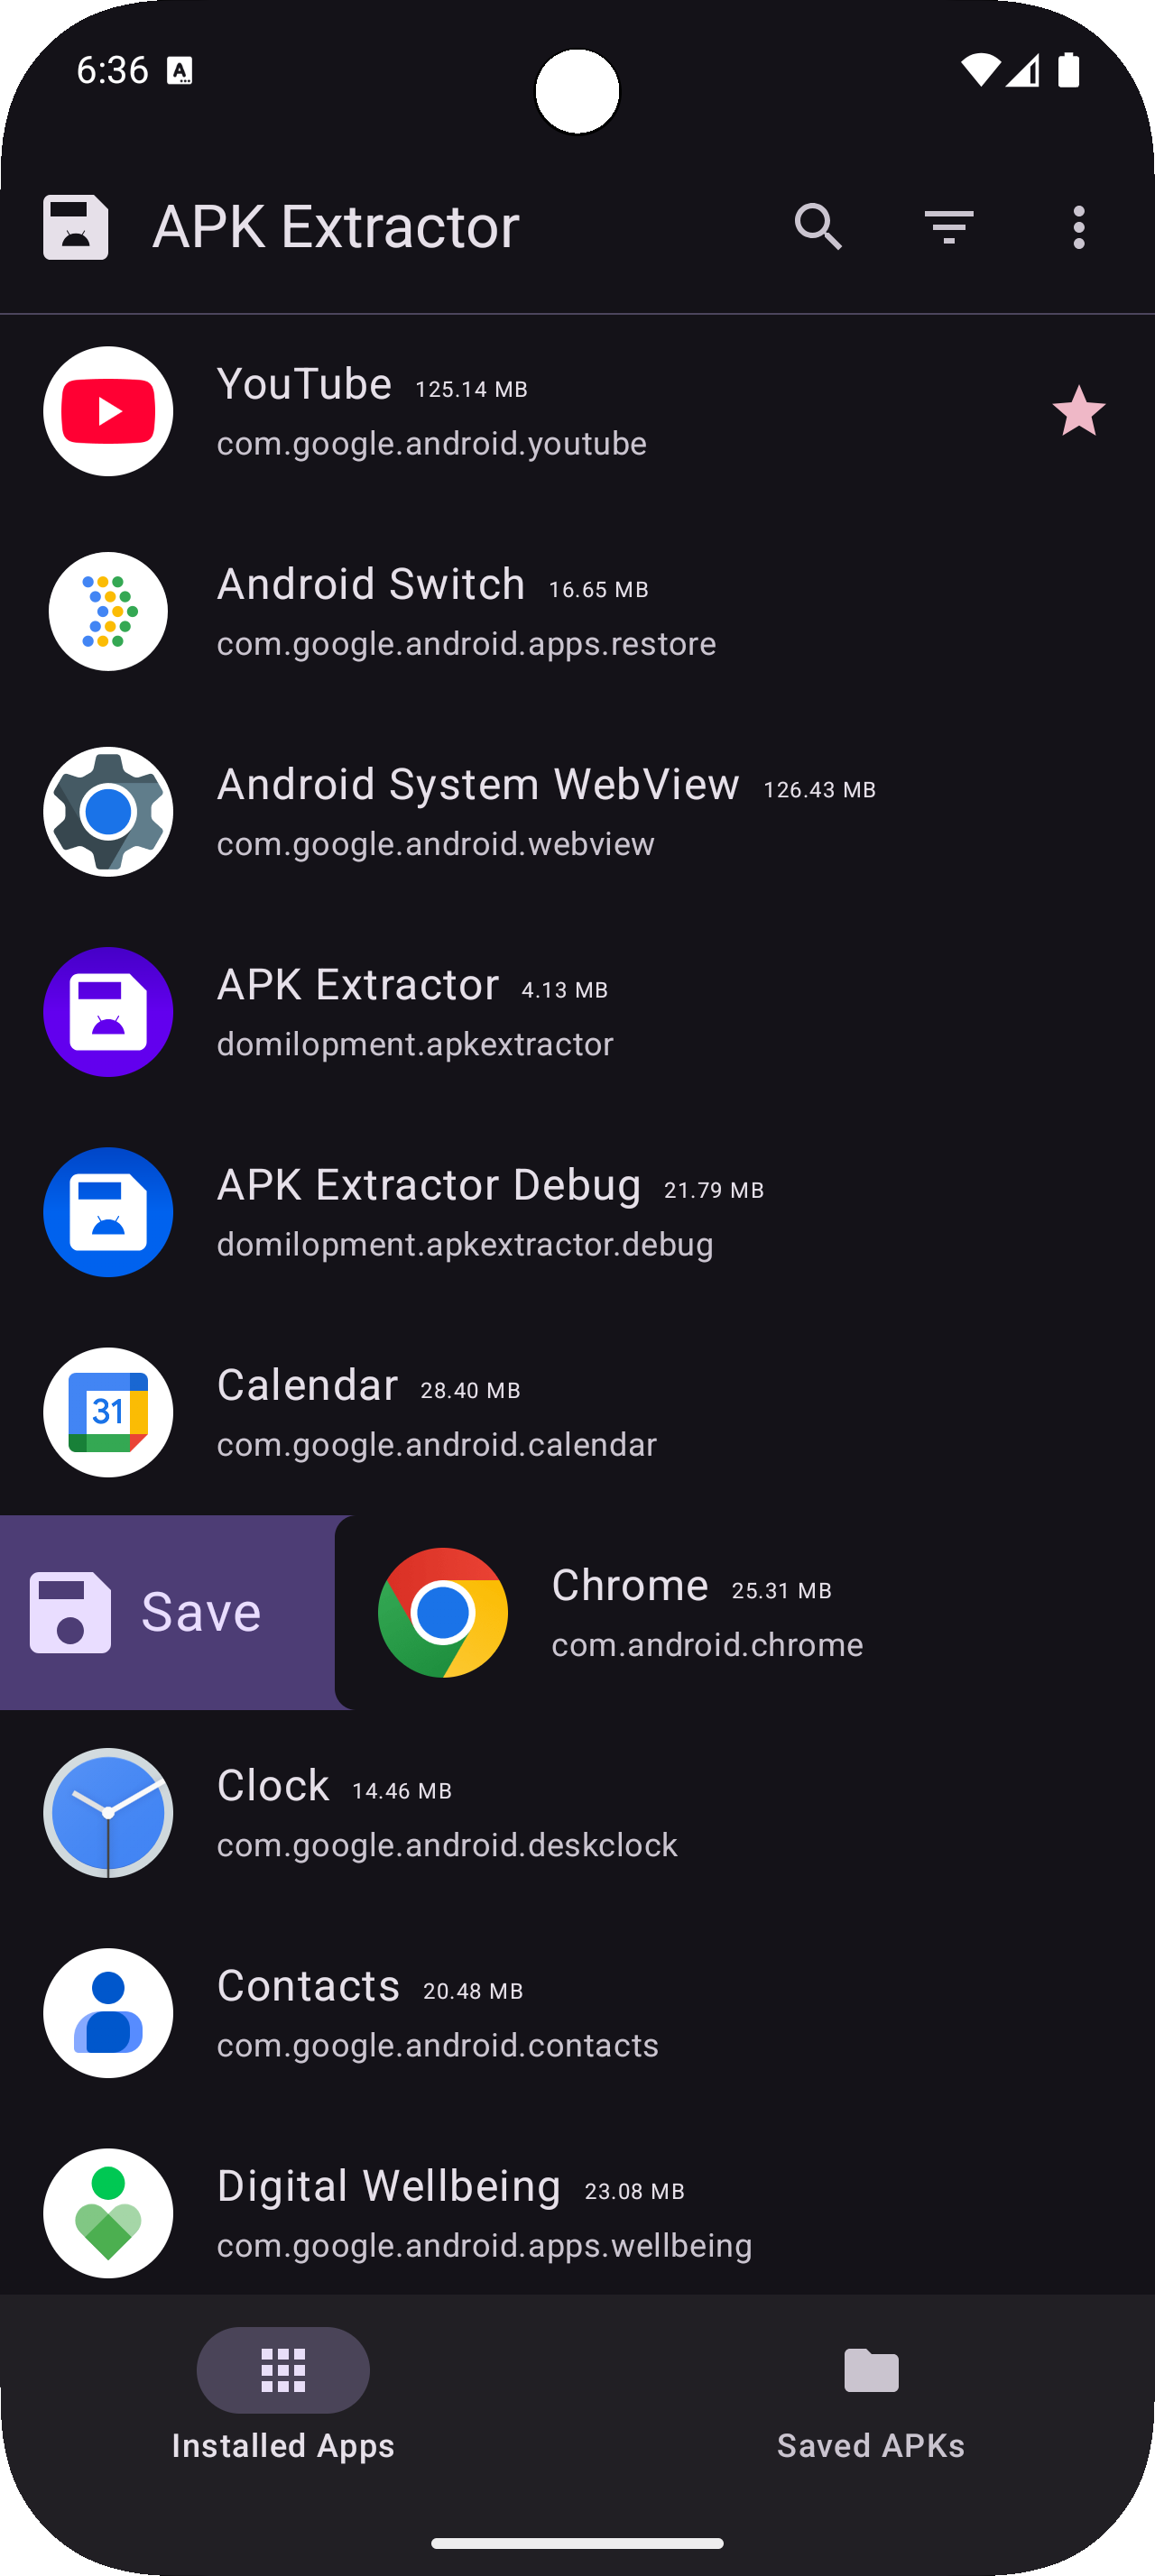 6:36 A
APK Extractor
YouTube 125.14 MB
com.google.android.youtube
Android Switch 16.65 MB
com.google.android.apps.restore
Android System WebView 126.43 MB
com.google.android.webview
APK Extractor 4.13 MB
domilopment.apkextractor
APK Extractor Debug 21.79 MB
domilopment.apkextractor.debug
31
Calendar 28.40 MB
com.google.android.calendar
Save
Chrome 25.31 MB
com.android.chrome
Clock 14.46 MB
com.google.android.deskclock
Contacts 20.48 MB
com.google.android.contacts
Digital Wellbeing 23.08 MB
com.google.android.apps.wellbeing
Installed Apps
Saved APKs